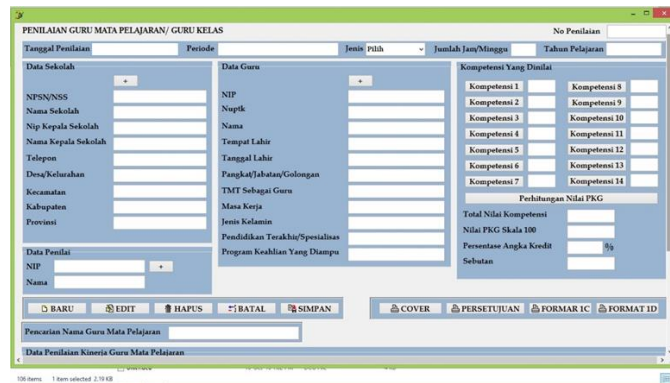 PENILAIAN GURU MATA PELAJARAN/ GURU KELAS
No Penilaian
Tanggal Penilaian Periode Jenis Pilih Jumlah Jam/Minggu Tahun Pelajaran
Data Sekolah
+
NPSN/NSS
Nama Sekolah
Nip Kepala Sekolah
Nama Kepala Sekolah
Telepon
Desa/Kelurahan
Kecamatan
Kabupaten
Provinsi
Data Penilai
NIP +
Nama
Data Guru
+
NIP
Nuptk
Nama
Tempat Lahir
Tanggal Lahir
Pangkat/Jabatan/Golongan
TMT Sebagai Guru
Masa Kerja
Jenis Kelamin
Pendidikan Terakhir/Spesialisas
Program Keahlian Yang Diampu
Kompetensi Yang Dinilai
Kompetensi 1 Kompetensi 8
Kompetensi 2 Kompetensi 9
Kompetensi 3 Kompetensi 10
Kompetensi 4 Kompetensi 11
Kompetensi 5 Kompetensi 12
Kompetensi 6 Kompetensi 13
Kompetensi 7 Kompetensi 14
Perhitungan Nilai PKG
Total Nilai Kompetensi
Nilai PKG Skala 100
Persentase Angka Kredit %
Sebutan
BARU EDIT HAPUS BATAL SIMPAN COVER PERSETUJUAN FORMAR 1C FORMAT 1D
Pencarian Nama Guru Mata Pelajaran
Data Penilaian Kinerja Guru Mata Pelajaran
106 items 1 item selected 2.19 KB